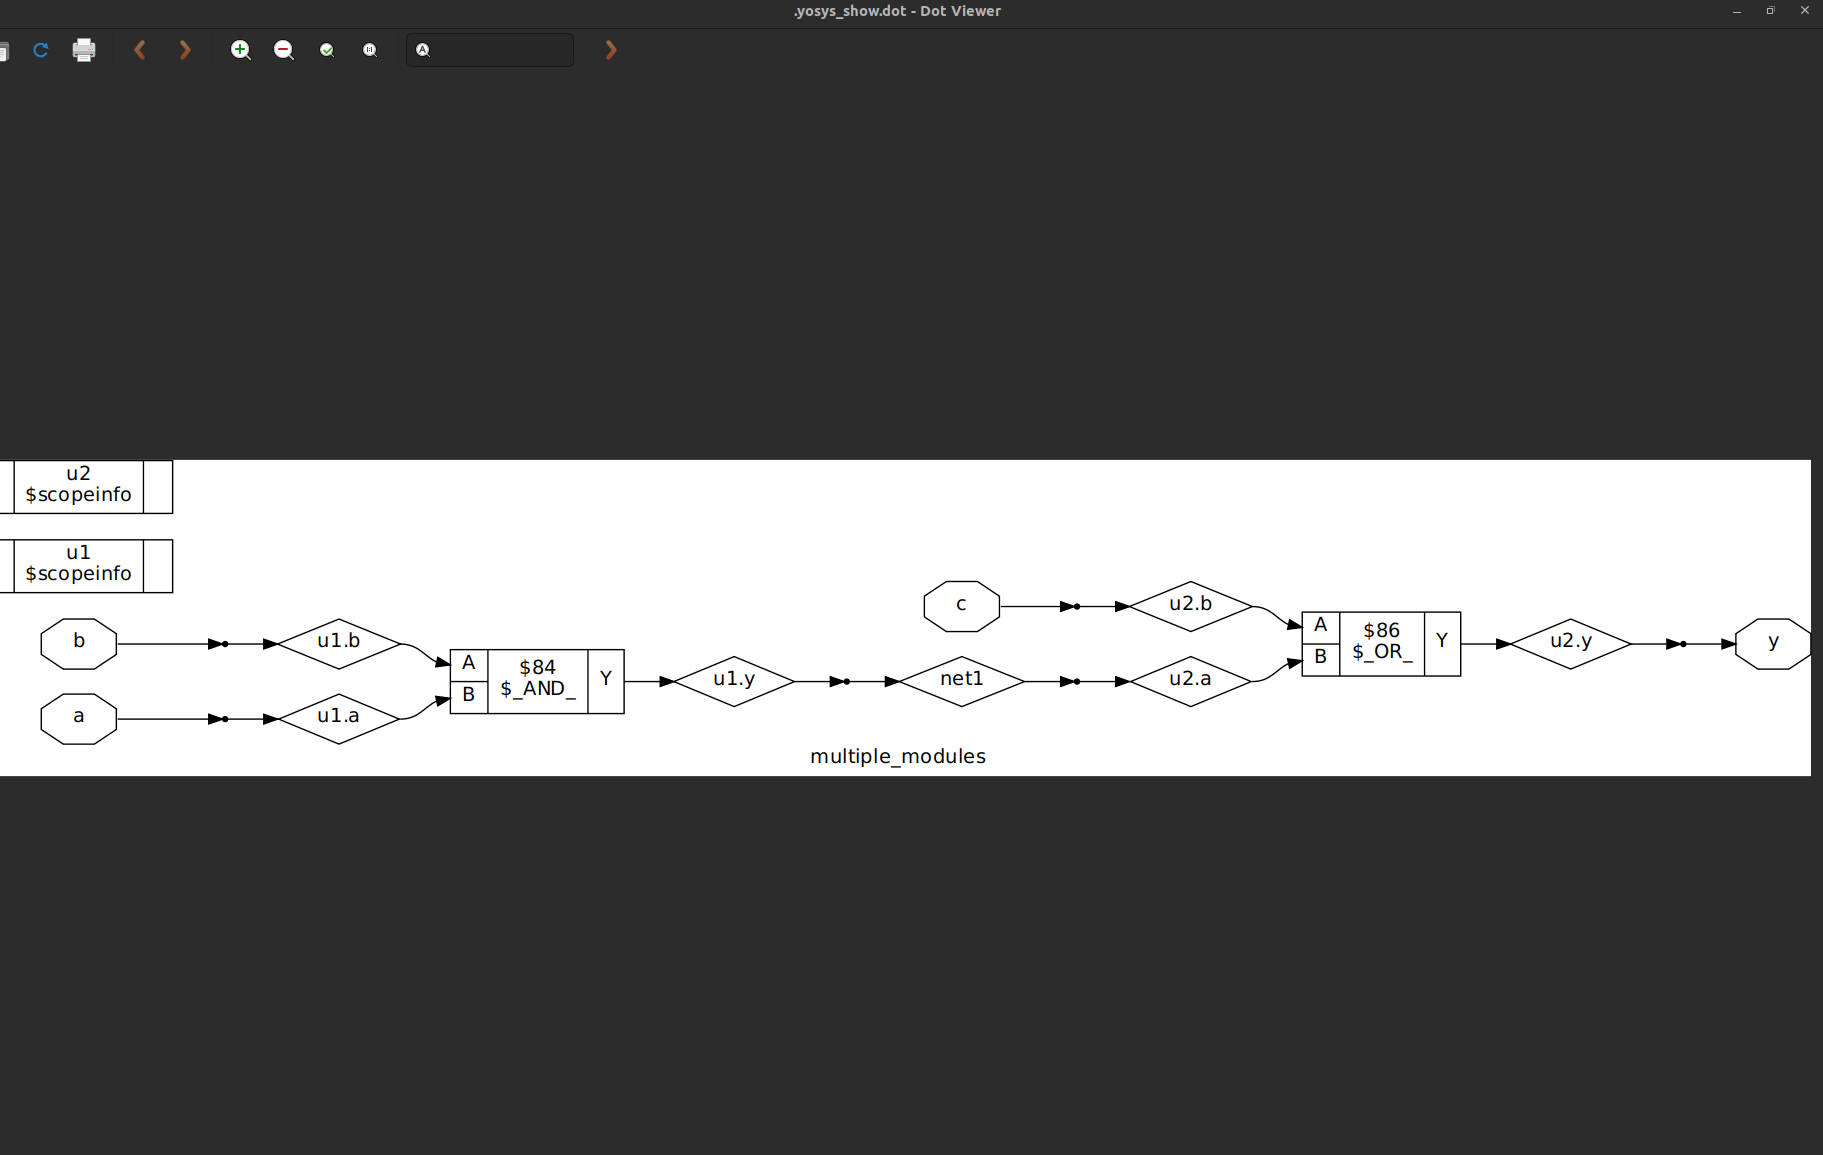 .yosys_show.dot - Dot Viewer
u2
$scopeinfo
u1
$scopeinfo
b
u1.b
a
u1.a
A
B
$84
$_AND_
Y
u1.y
net1
c
u2.b
u2.a
A
B
$86
$_OR_
Y
u2.y
y
multiple_modules